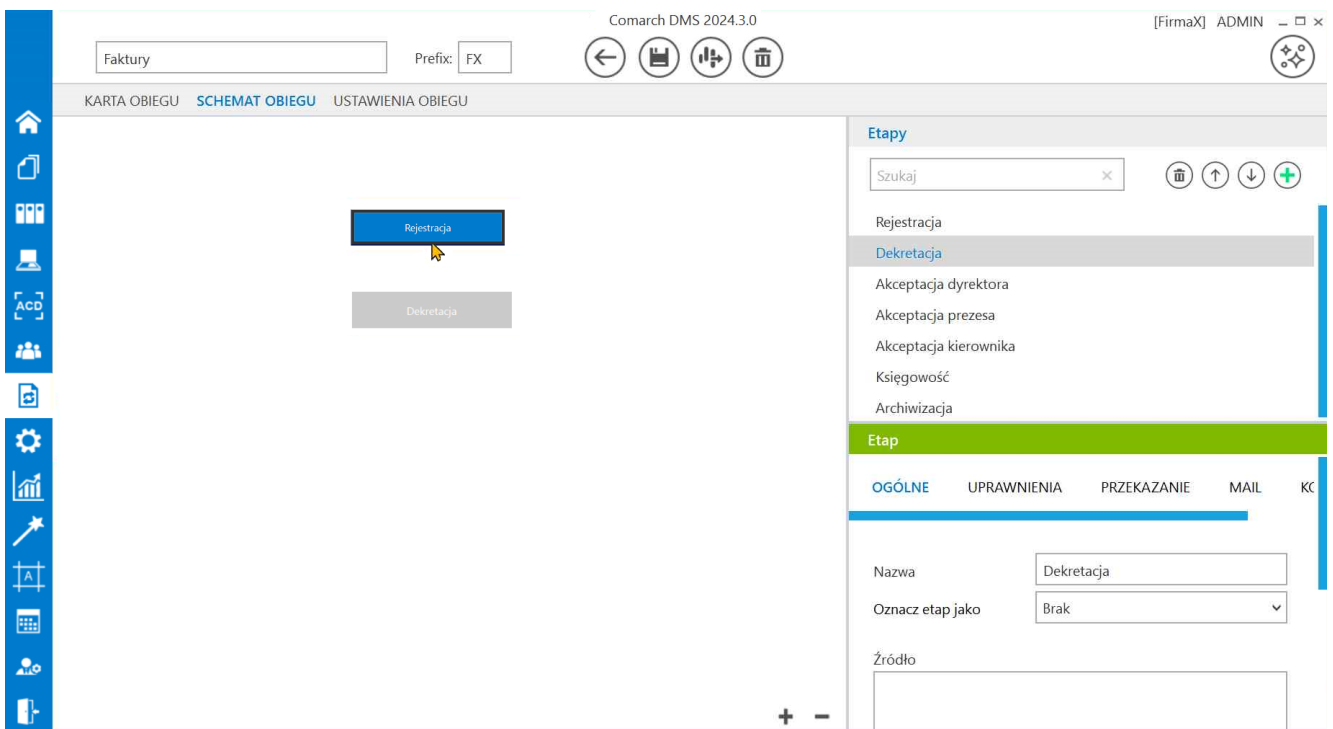 Comarch DMS 2024.3.0
[FirmaX] ADMIN
Faktury
Prefix: FX
KARTA OBIEGU SCHEMAT OBIEGU USTAWIENIA OBIEGU
Rejestracja
Dekretacja
Etapy
Szukaj
Rejestracja
Dekretacja
Akceptacja dyrektora
Akceptacja prezesa
Akceptacja kierownika
Księgowość
Archiwizacja
Etap
OGÓLNE UPRAWNIENIA PRZEKAZANIE MAIL
Nazwa Dekretacja
Oznacz etap jako Brak
Źródło
ACD
A